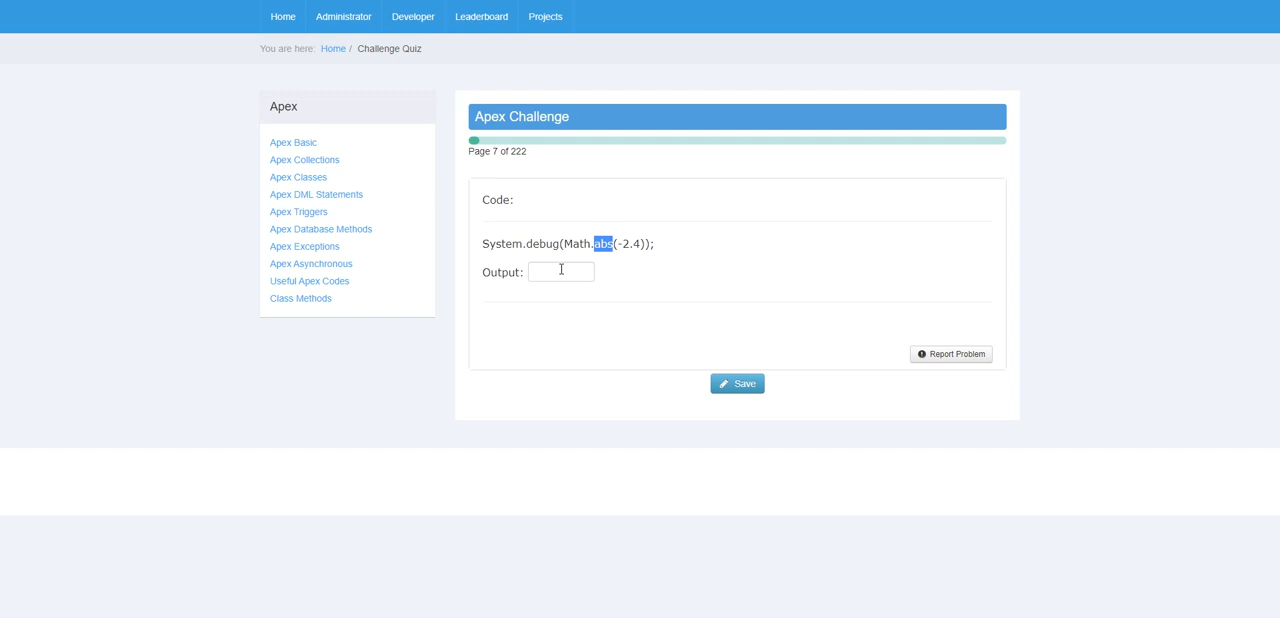 Home Administrator Developer Leaderboard Projects
You are here: Home / Challenge Quiz
Apex
Apex Basic
Apex Collections
Apex Classes
Apex DML Statements
Apex Triggers
Apex Database Methods
Apex Exceptions
Apex Asynchronous
Useful Apex Codes
Class Methods
Apex Challenge
Page 7 of 222
Code:
System.debug(Math.abs(-2.4));
Output:
Report Problem
Save